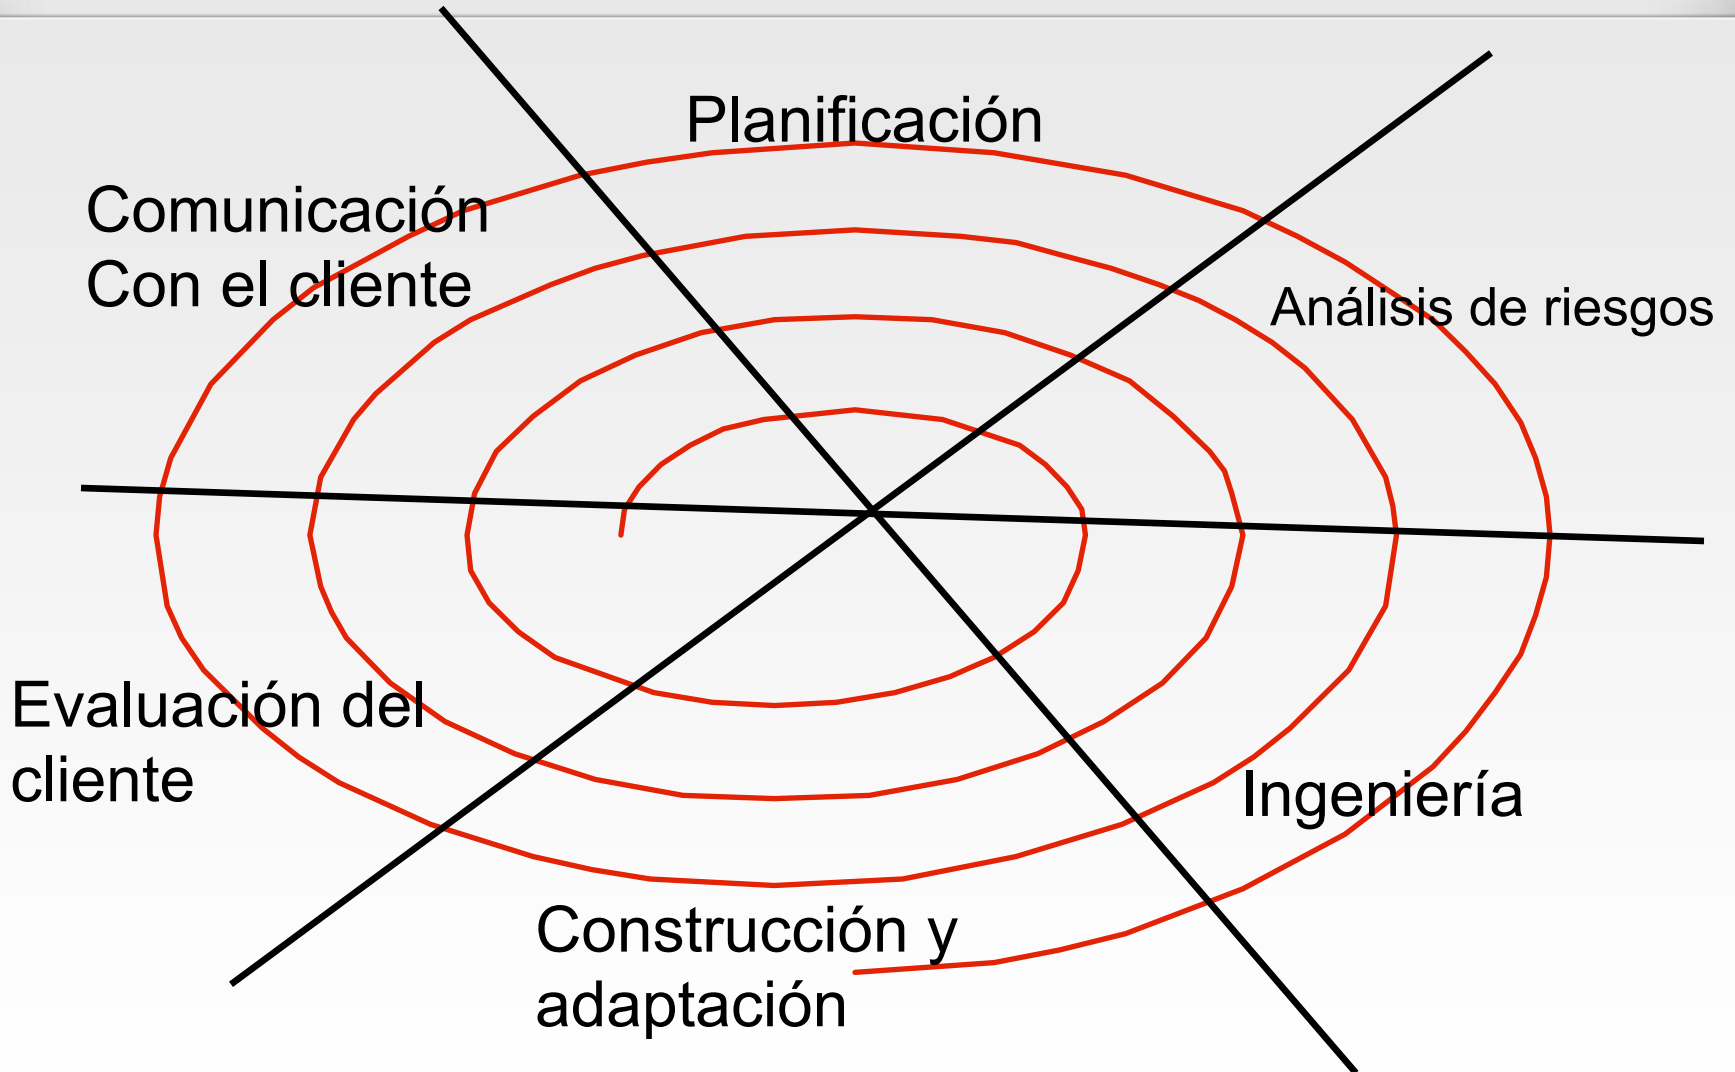 Planificación
Comunicación
Con el cliente
Análisis de riesgos
Evaluación del
cliente
Ingeniería
Construcción y
adaptación